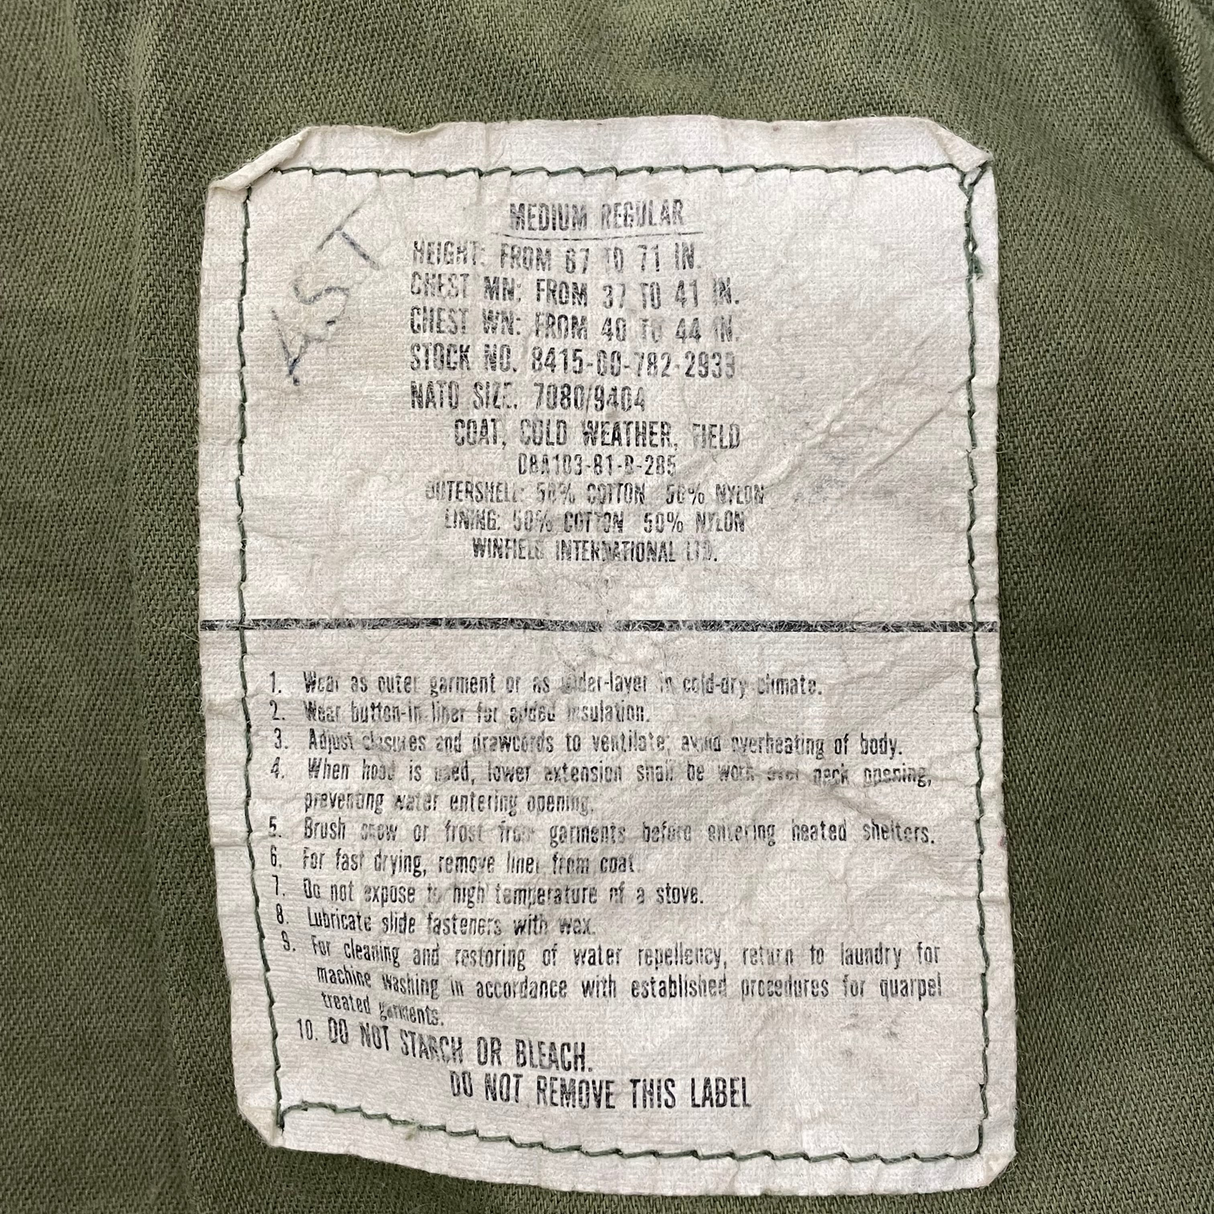 MEDIUM REGULAR
HEIGHT: FROM 67 TO 71 IN.
CHEST MN: FROM 37 TO 41 IN.
CHEST WN: FROM 40 TO 44 IN.
STOCK NO. 8415-00-782-2939
NATO SIZE. 7080/9404
COAT, COLD WEATHER, FIELD
OUTERSHELL: 50% COTTON 50% NYLON
LINING: 50% COTTON 50% NYLON
WINFIELD INTERNATIONAL LTD.
1. Wear as outer garment or as under-layer in cold-dry climate.
2. Wear button-in liner for added insulation.
3. Adjust closures and drawcords to ventilate; avoid overheating of body.
4. When hood is used, lower extension shall be worn over neck opening,
preventing water entering opening.
5. Brush snow or frost from garments before entering heated shelters.
6. For fast drying, remove liner from coat.
7. Do not expose to high temperature of a stove.
8. Lubricate slide fasteners with wax.
9. For cleaning and restoring of water repellency, return to laundry for
machine washing in accordance with established procedures for quarpel
treated garments.
10. DO NOT STARCH OR BLEACH.
DO NOT REMOVE THIS LABEL